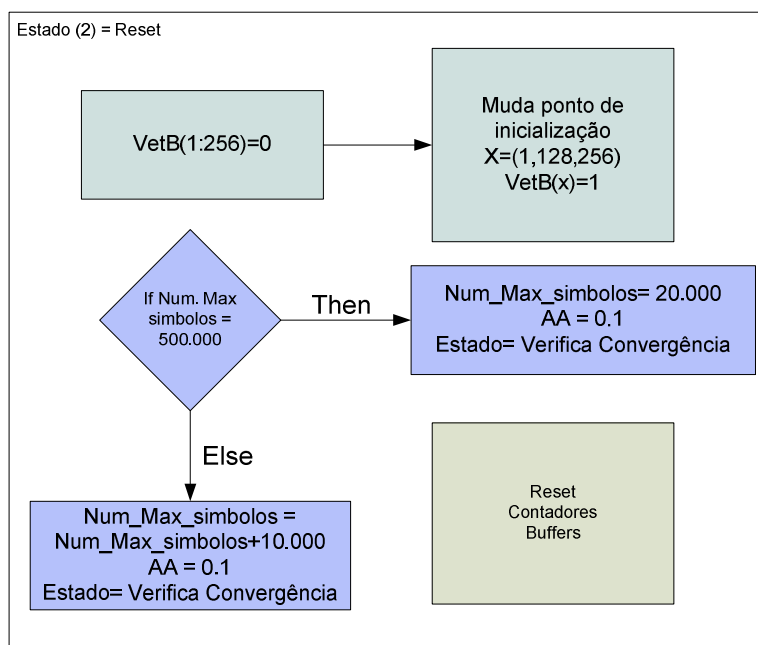 Estado (2) = Reset
VetB(1:256)=0
Muda ponto de
inicialização
X=(1,128,256)
VetB(x)=1
If Num. Max
simbolos =
500.000
Then
Num_Max_simbolos= 20.000
AA = 0.1
Estado= Verifica Convergência
Else
Num_Max_simbolos =
Num_Max_simbolos+10.000
AA = 0.1
Estado= Verifica Convergência
Reset
Contadores
Buffers